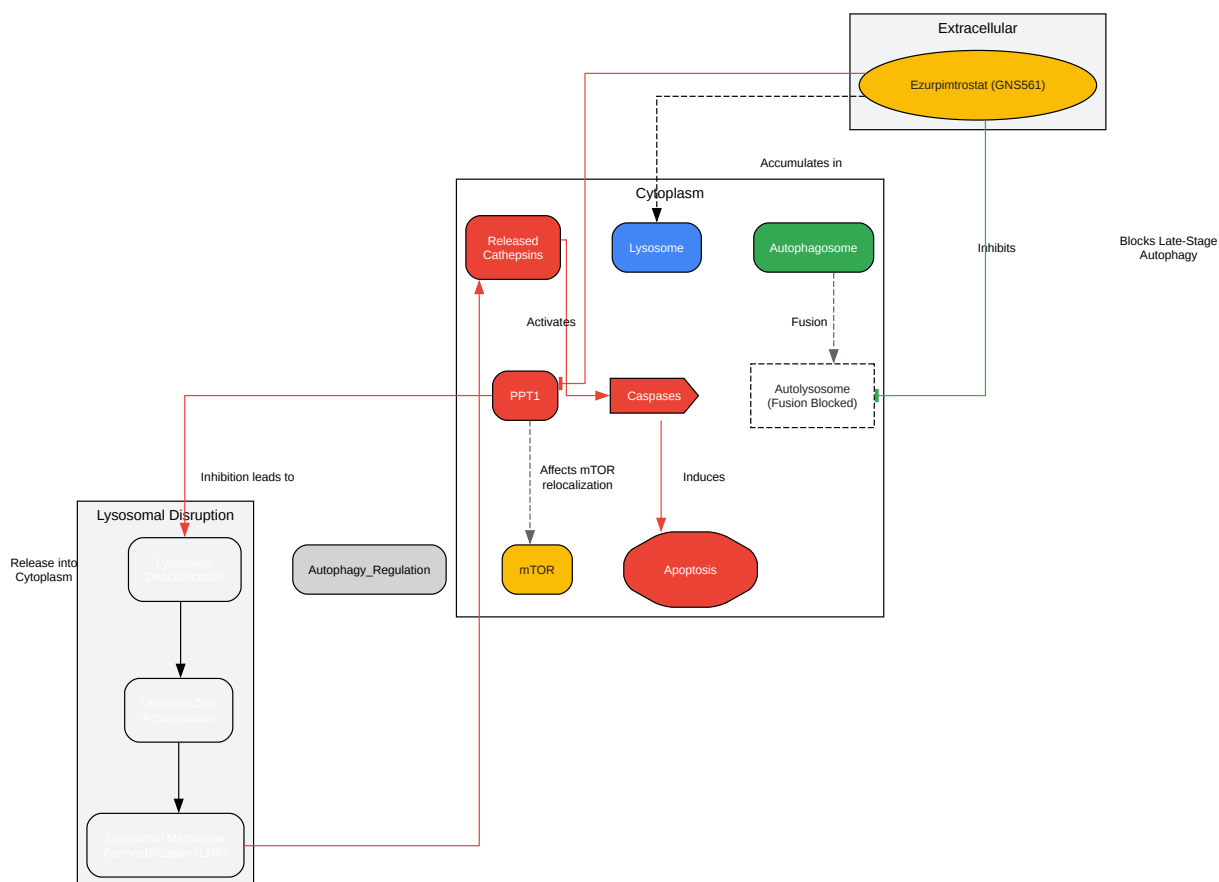 Extracellular
Ezurpimtrostat (GNS561)
Accumulates in
Cytoplasm
Released
Cathepsins
Lysosome
Autophagosome
Inhibits
Blocks Late-Stage
Autophagy
Activates
Fusion
PPT1
Caspases
Autolysosome
(Fusion Blocked)
Inhibition leads to
Affects mTOR
relocalization
Induces
Lysosomal Disruption
Release into
Cytoplasm
Lysosomal
Deacidification
Autophagy_Regulation
mTOR
Apoptosis
Unbound Zinc
Accumulation
Lysosomal Membrane
Permeabilization (LMP)